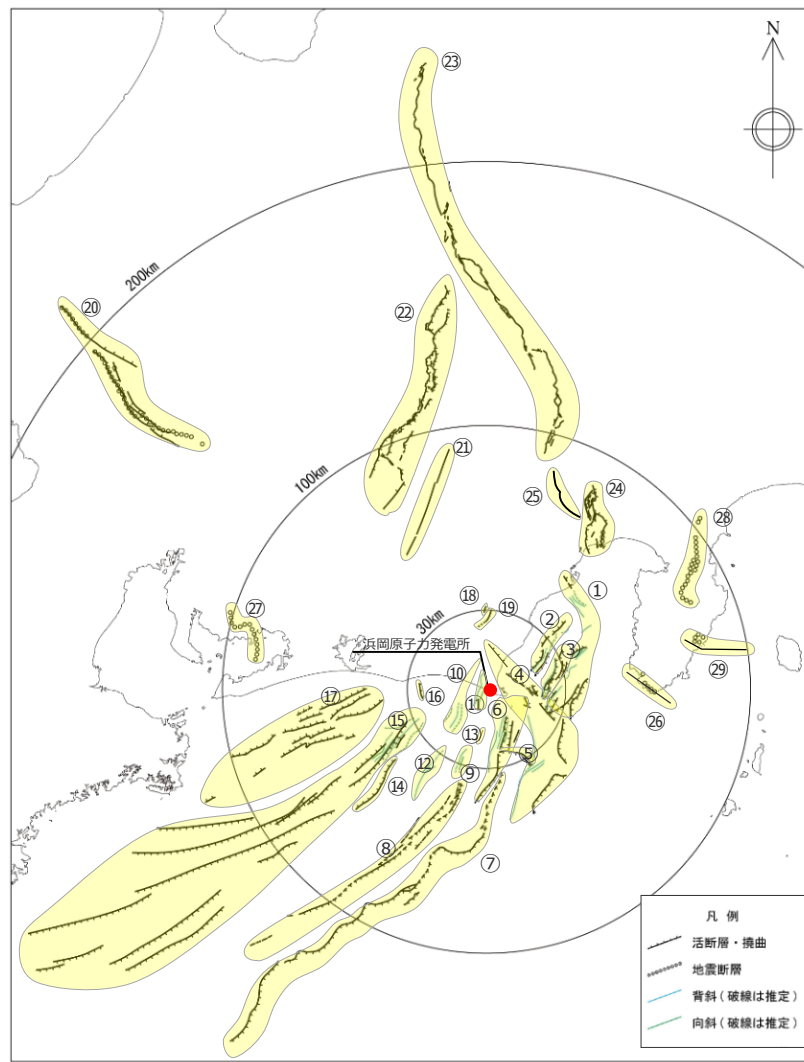 N
㉓
200km
⑳
㉒
㉑
100km
㉕
㉔
㉘
①
⑱
⑲
30km
②
㉗
浜岡原子力発電所
③
㉙
④
⑩
⑯
⑪
⑰
⑥
㉖
⑮
⑬
⑤
⑫
⑨
⑭
⑧
⑦
凡 例
活断層・撓曲
地震断層
背斜(破線は推定)
向斜(破線は推定)